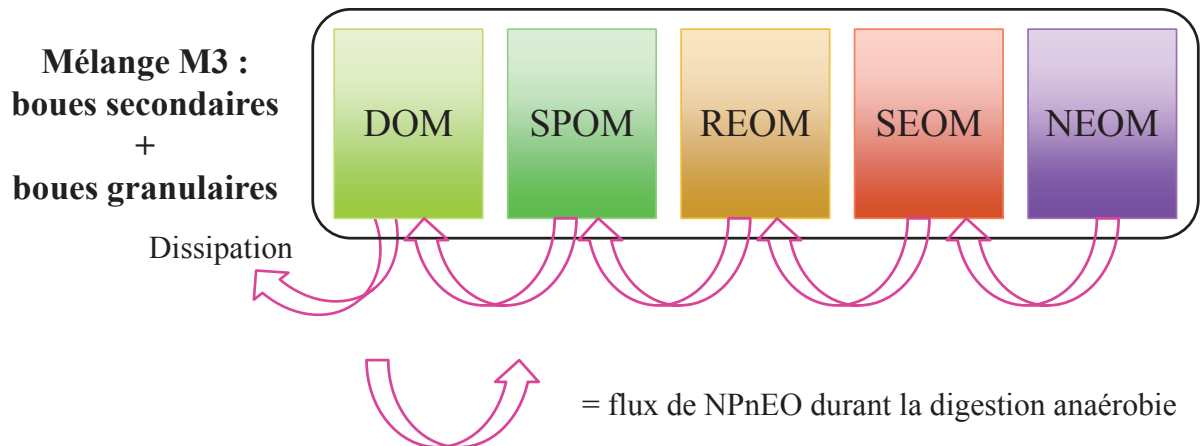 Mélange M3 :
boues secondaires
+
boues granulaires
DOM
SPOM
REOM
SEOM
NEOM
Dissipation
= flux de NPnEO durant la digestion anaérobie